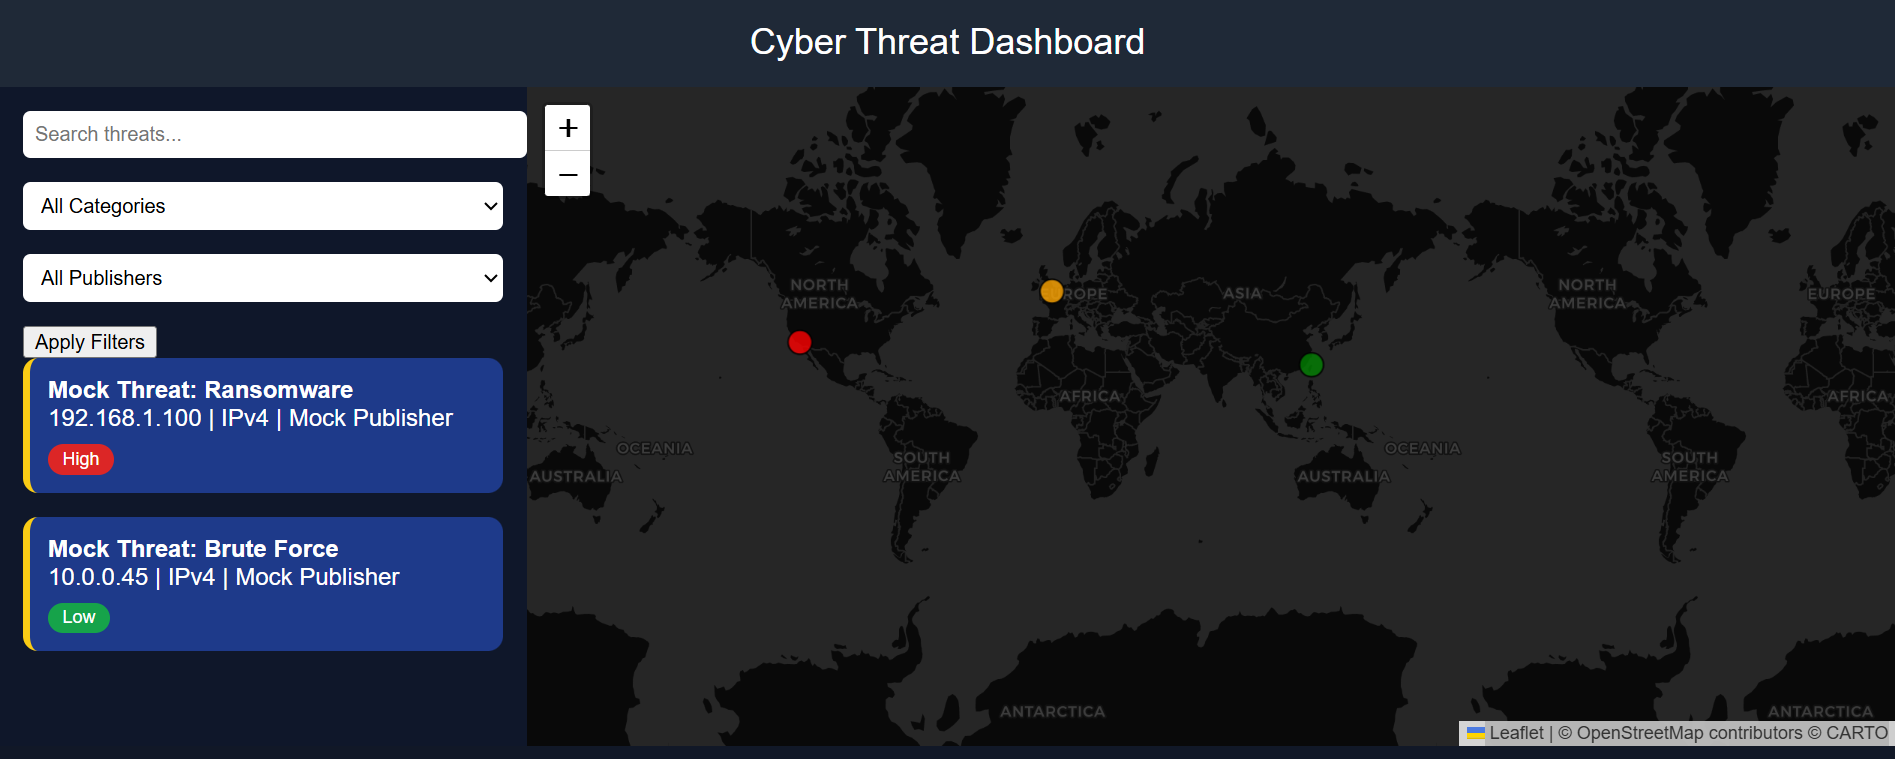 Cyber Threat Dashboard
Search threats...
All Categories
All Publishers
Apply Filters
Mock Threat: Ransomware
192.168.1.100 | IPv4 | Mock Publisher
High
Mock Threat: Brute Force
10.0.0.45 | IPv4 | Mock Publisher
Low
+
−
NORTH
AMERICA
ROPE
ASIA
NORTH
AMERICA
EUROPE
AFRICA
AFRICA
OCEANIA
OCEANIA
AUSTRALIA
SOUTH
AMERICA
AUSTRALIA
SOUTH
AMERICA
ANTARCTICA
ANTARCTICA
Leaflet | © OpenStreetMap contributors © CARTO